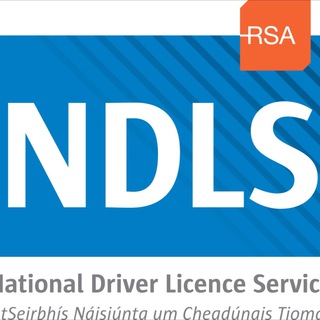 RSA
NDLS
National Driver Licence Servic
tSeirbhís Náisiúnta um Cheadúnais Tiom